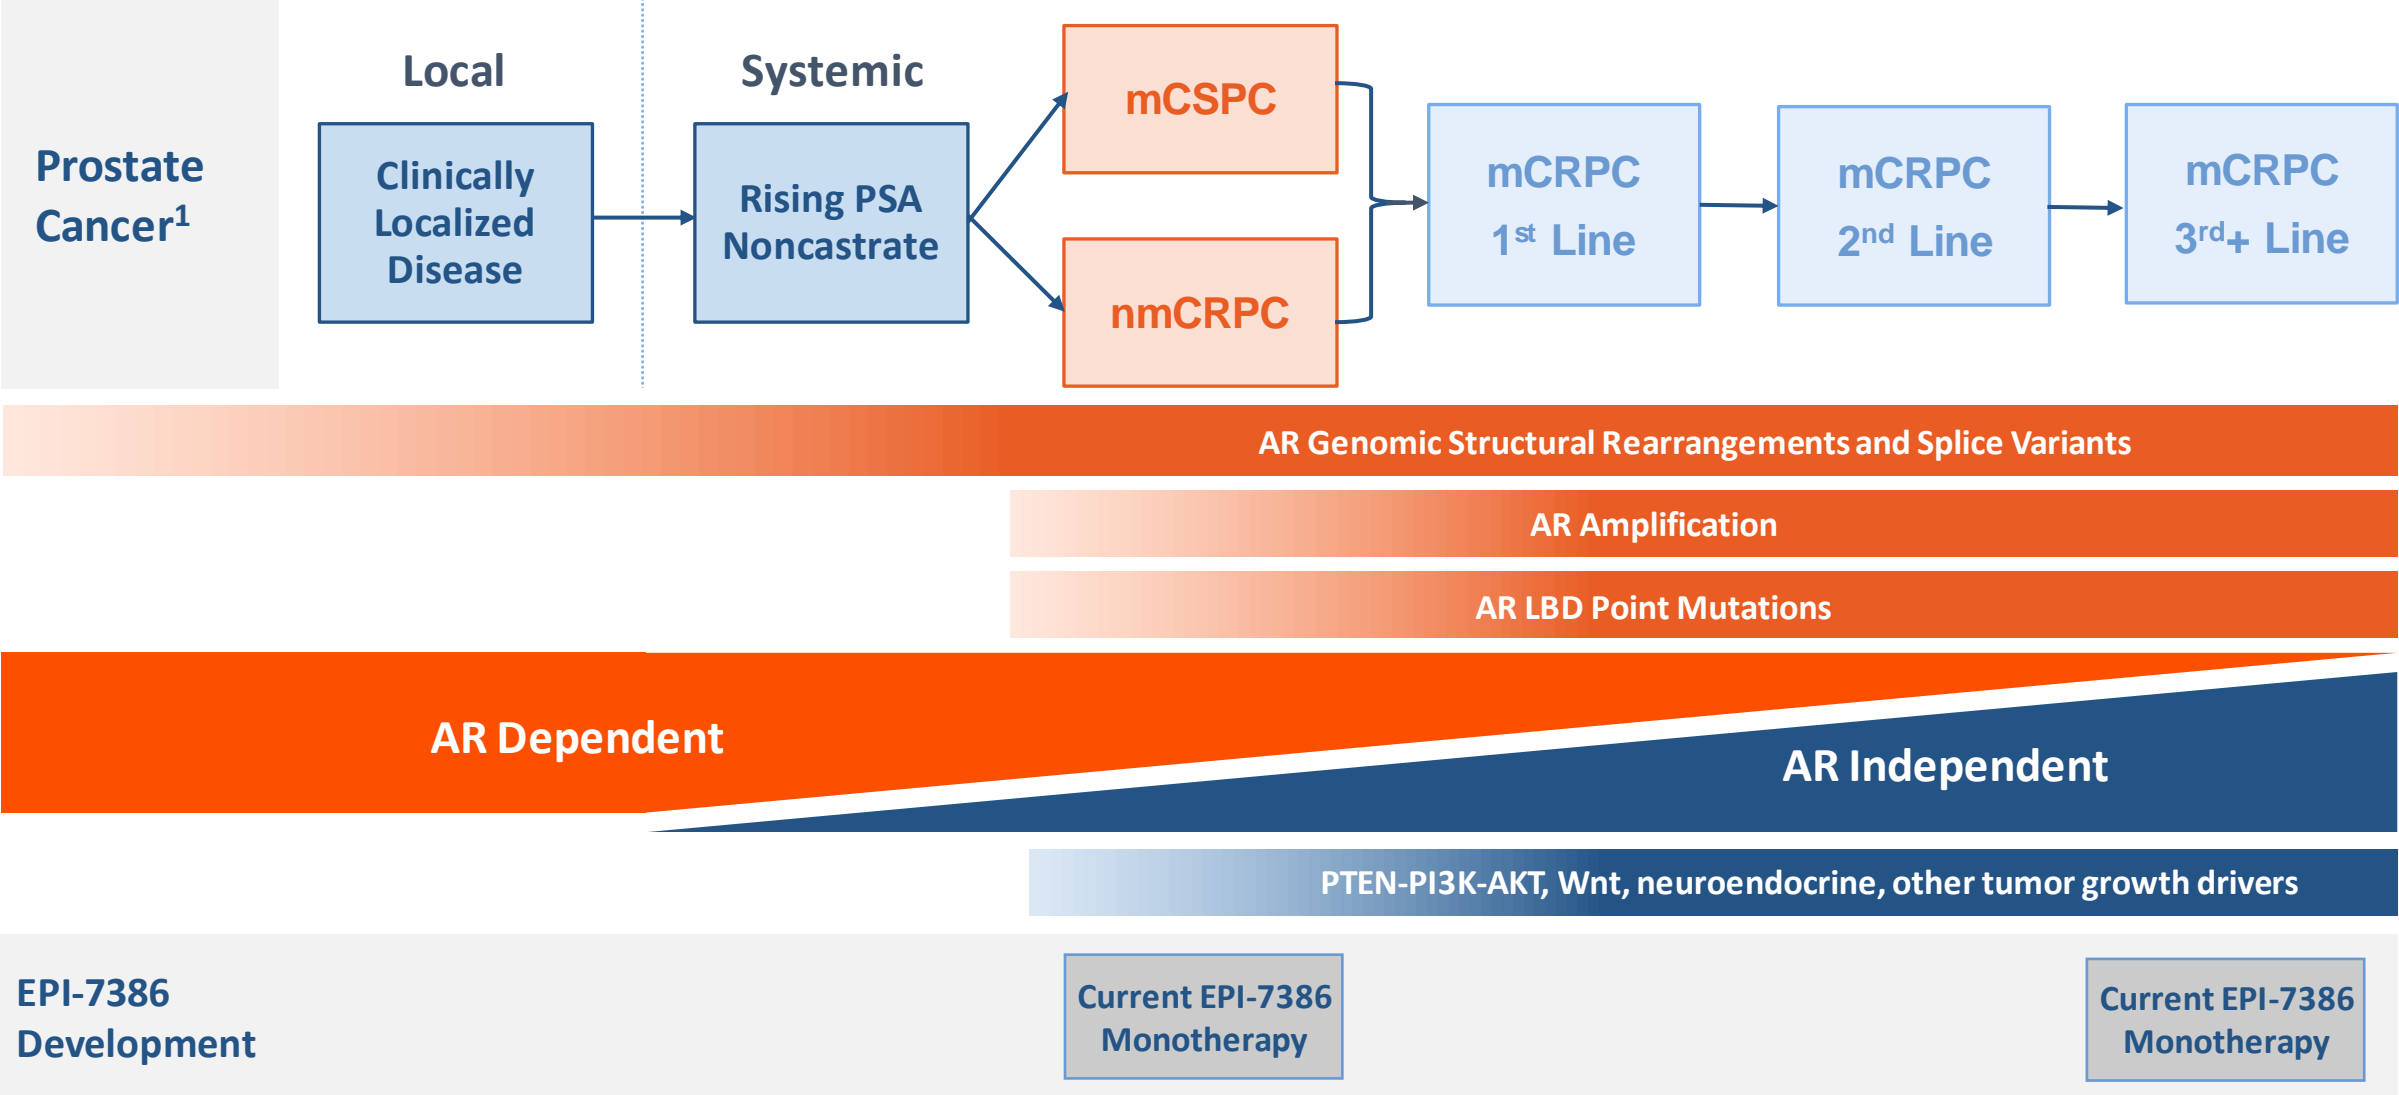 Prostate
Cancer1
Local
Systemic
Clinically
Localized
Disease
Rising PSA
Noncastrate
mCSPC
nmCRPC
mCRPC
1st Line
mCRPC
2nd Line
mCRPC
3rd+ Line
AR Genomic Structural Rearrangements and Splice Variants
AR Amplification
AR LBD Point Mutations
AR Dependent
AR Independent
PTEN-PI3K-AKT, Wnt, neuroendocrine, other tumor growth drivers
EPI-7386
Development
Current EPI-7386
Monotherapy
Current EPI-7386
Monotherapy